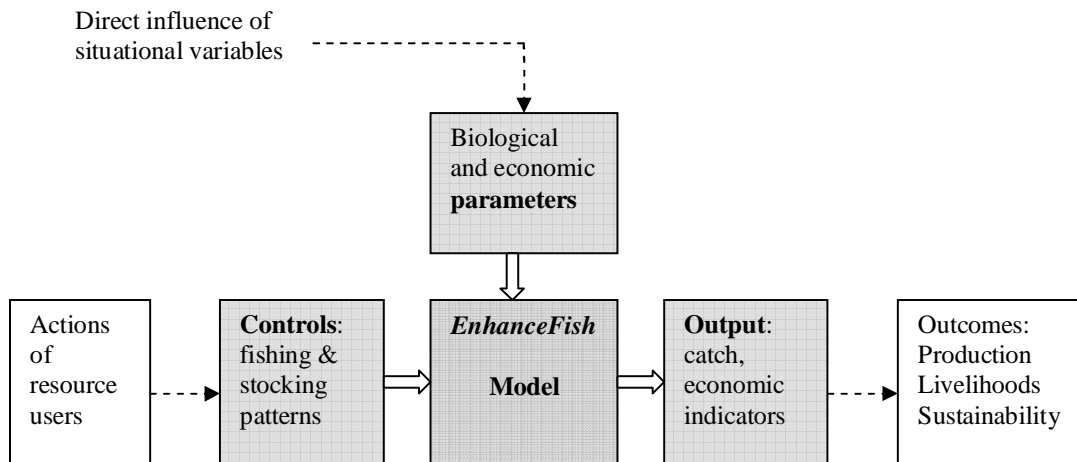 Direct influence of
situational variables
Biological
and economic
parameters
Actions
of
resource
users
Controls:
fishing &
stocking
patterns
EnhanceFish
Model
Output:
catch,
economic
indicators
Outcomes:
Production
Livelihoods
Sustainability